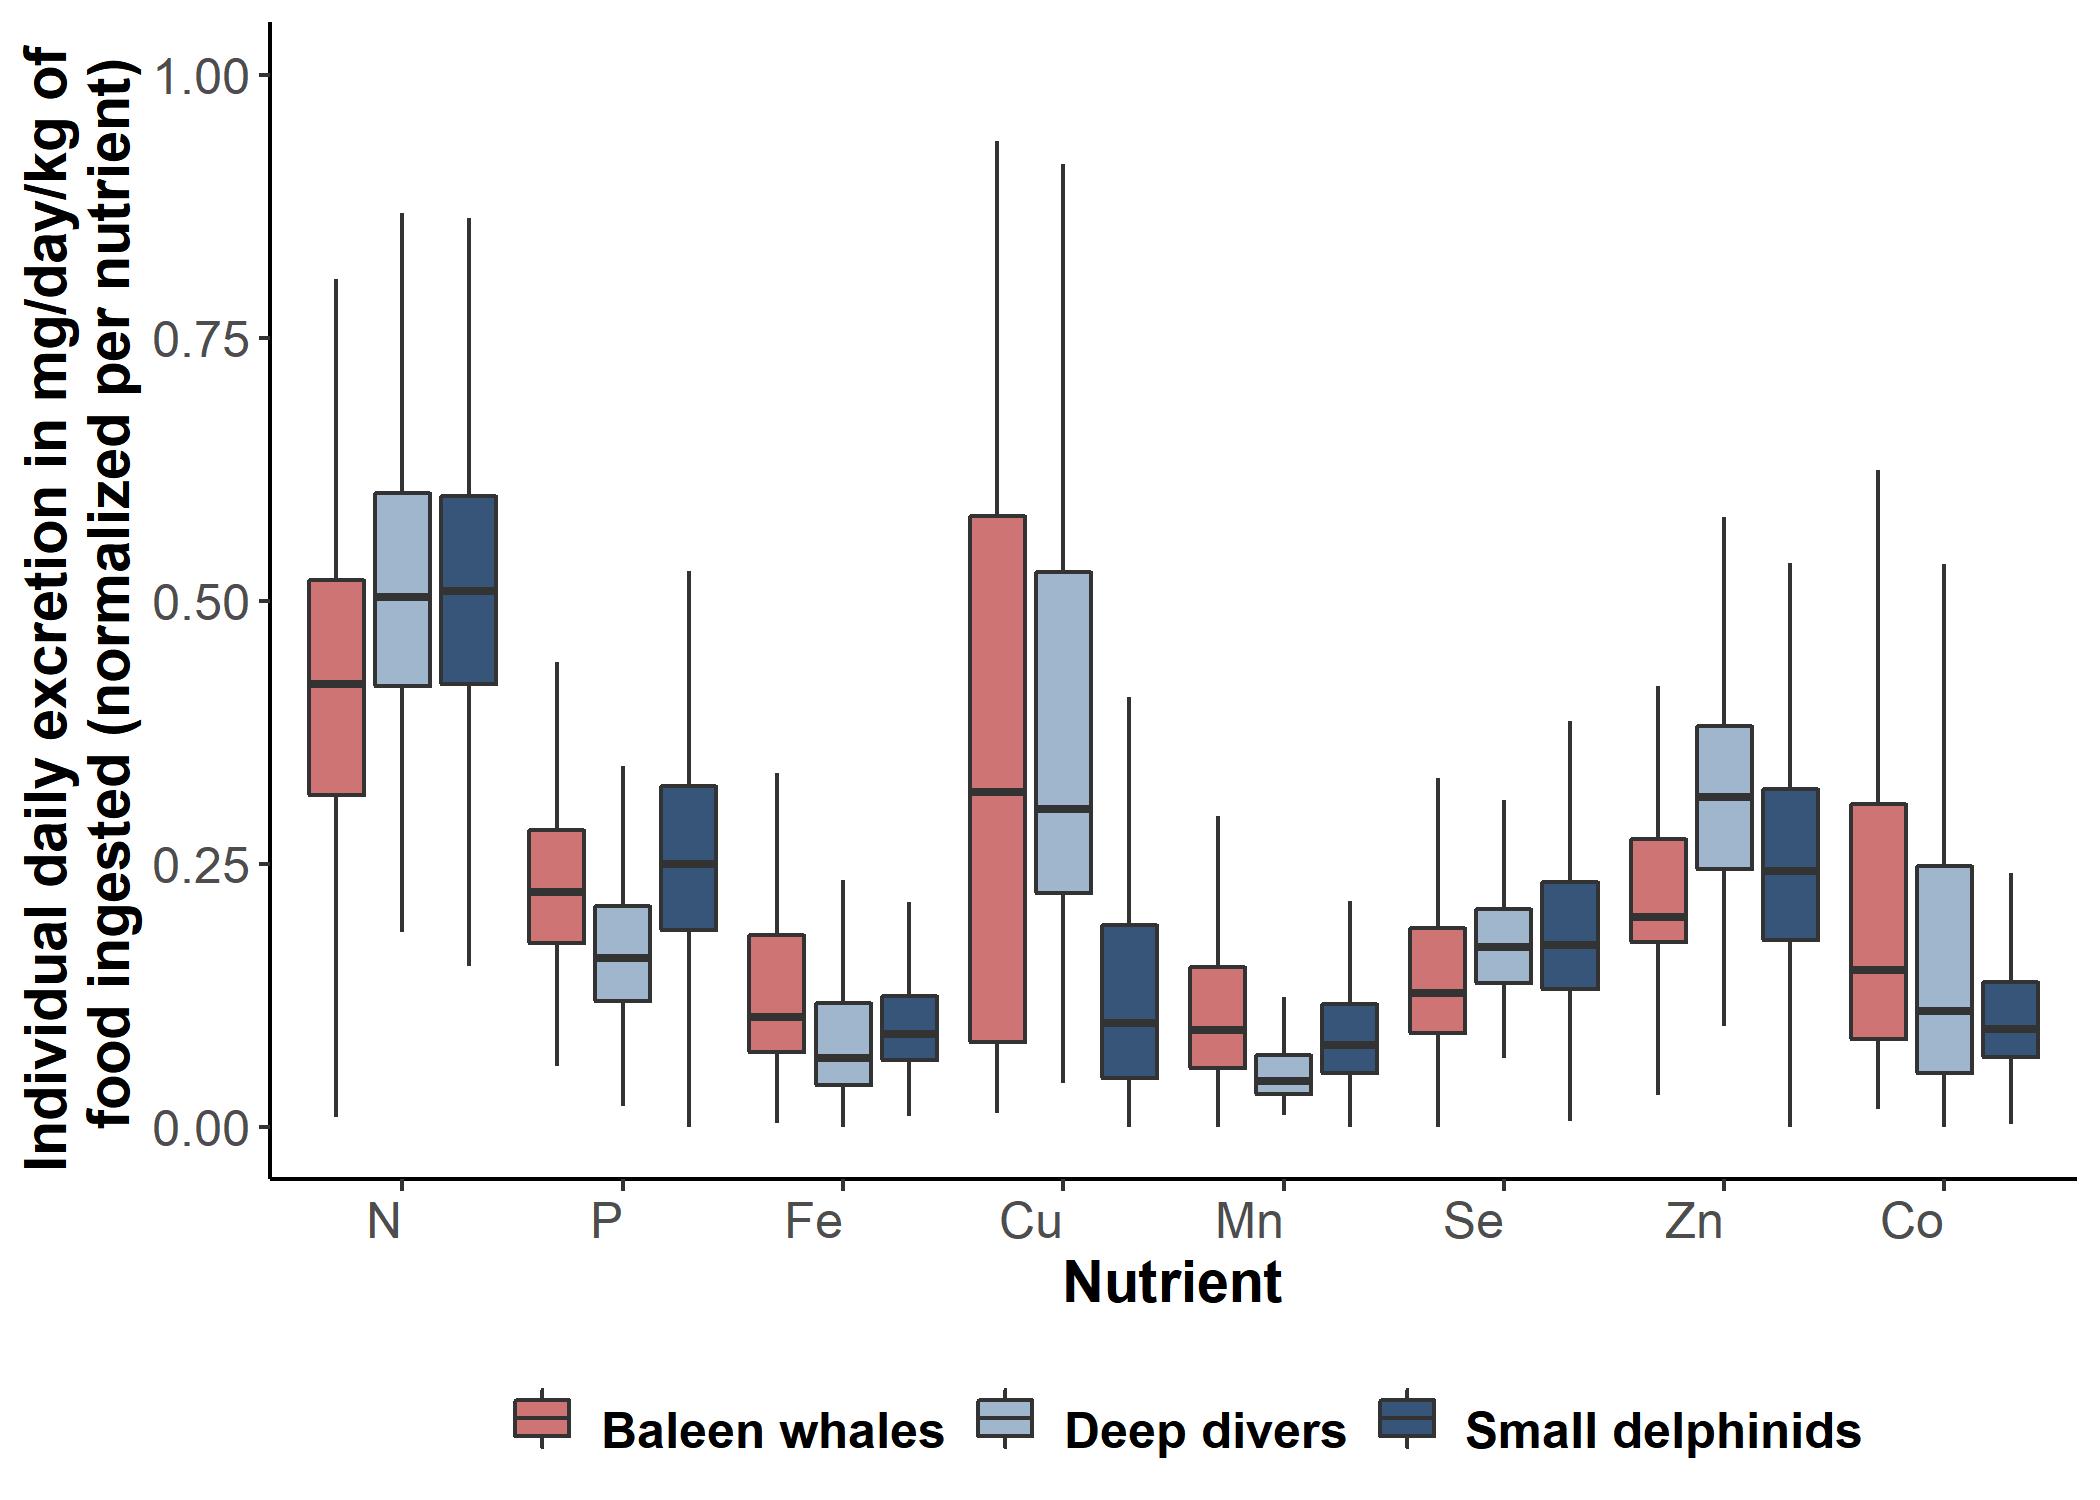 Individual daily excretion in mg/day/kg of
food ingested (normalized per nutrient)
1.00
0.75
0.50
0.25
0.00
N P Fe Cu Mn Se Zn Co
Nutrient
Baleen whales Deep divers Small delphinids